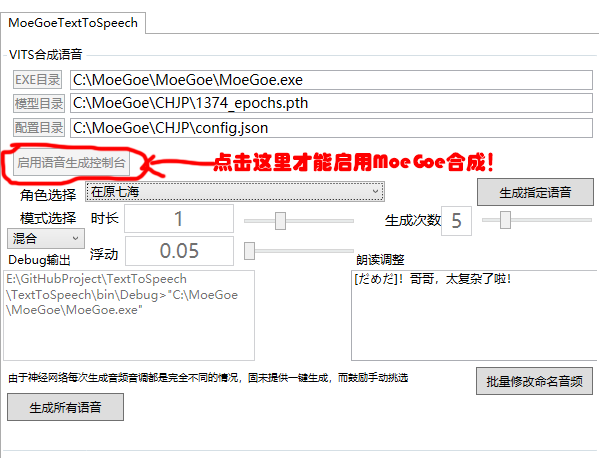 MoeGoeTextToSpeech
VITS合成语音
EXE目录 C:\MoeGoe\MoeGoe\MoeGoe.exe
模型目录 C:\MoeGoe\CHJP\1374_epochs.pth
配置目录 C:\MoeGoe\CHJP\config.json
启用语音生成控制台 点击这里才能启用MoeGoe合成!
角色选择 在原七海 生成指定语音
模式选择 时长 1 生成次数 5
混合 浮动 0.05
Debug输出 朗读调整
E:\GitHubProject\TextToSpeech
\TextToSpeech\bin\Debug>"C:\MoeGoe
\MoeGoe\MoeGoe.exe"
[だめだ]！哥哥，太复杂了啦！
由于神经网络每次生成音频音调都是完全不同的情况，固未提供一键生成，而鼓励手动挑选
批量修改命名音频
生成所有语音